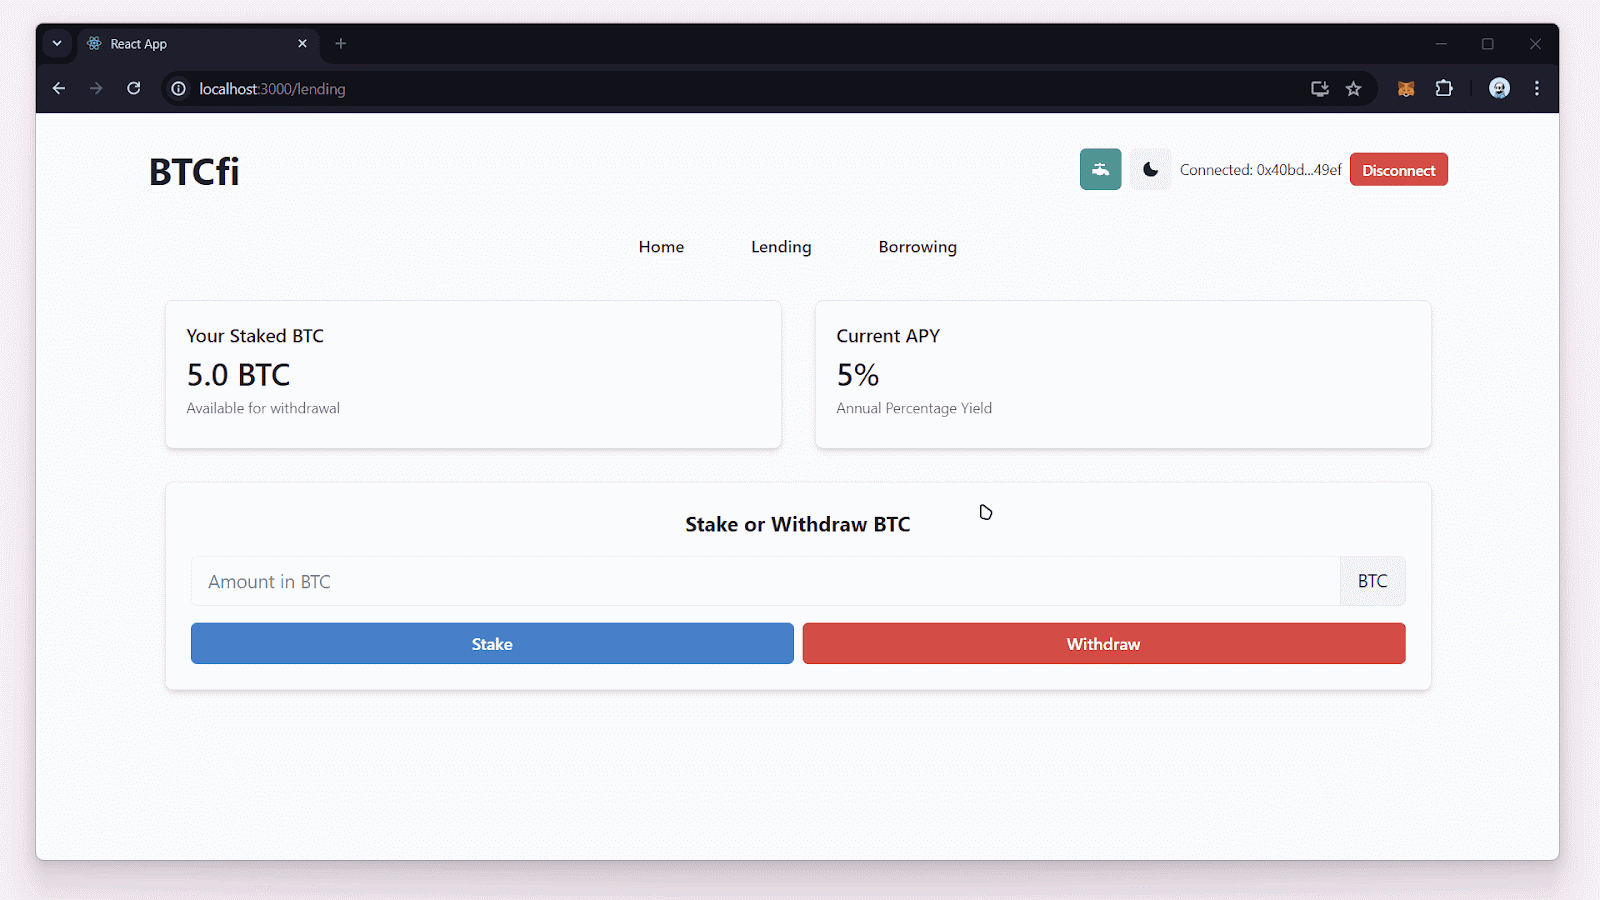 React App
localhost:3000/lending
BTCfi
Connected: 0x40bd...49ef
Disconnect
Home
Lending
Borrowing
Your Staked BTC
5.0 BTC
Available for withdrawal
Current APY
5%
Annual Percentage Yield
Stake or Withdraw BTC
Amount in BTC
BTC
Stake
Withdraw